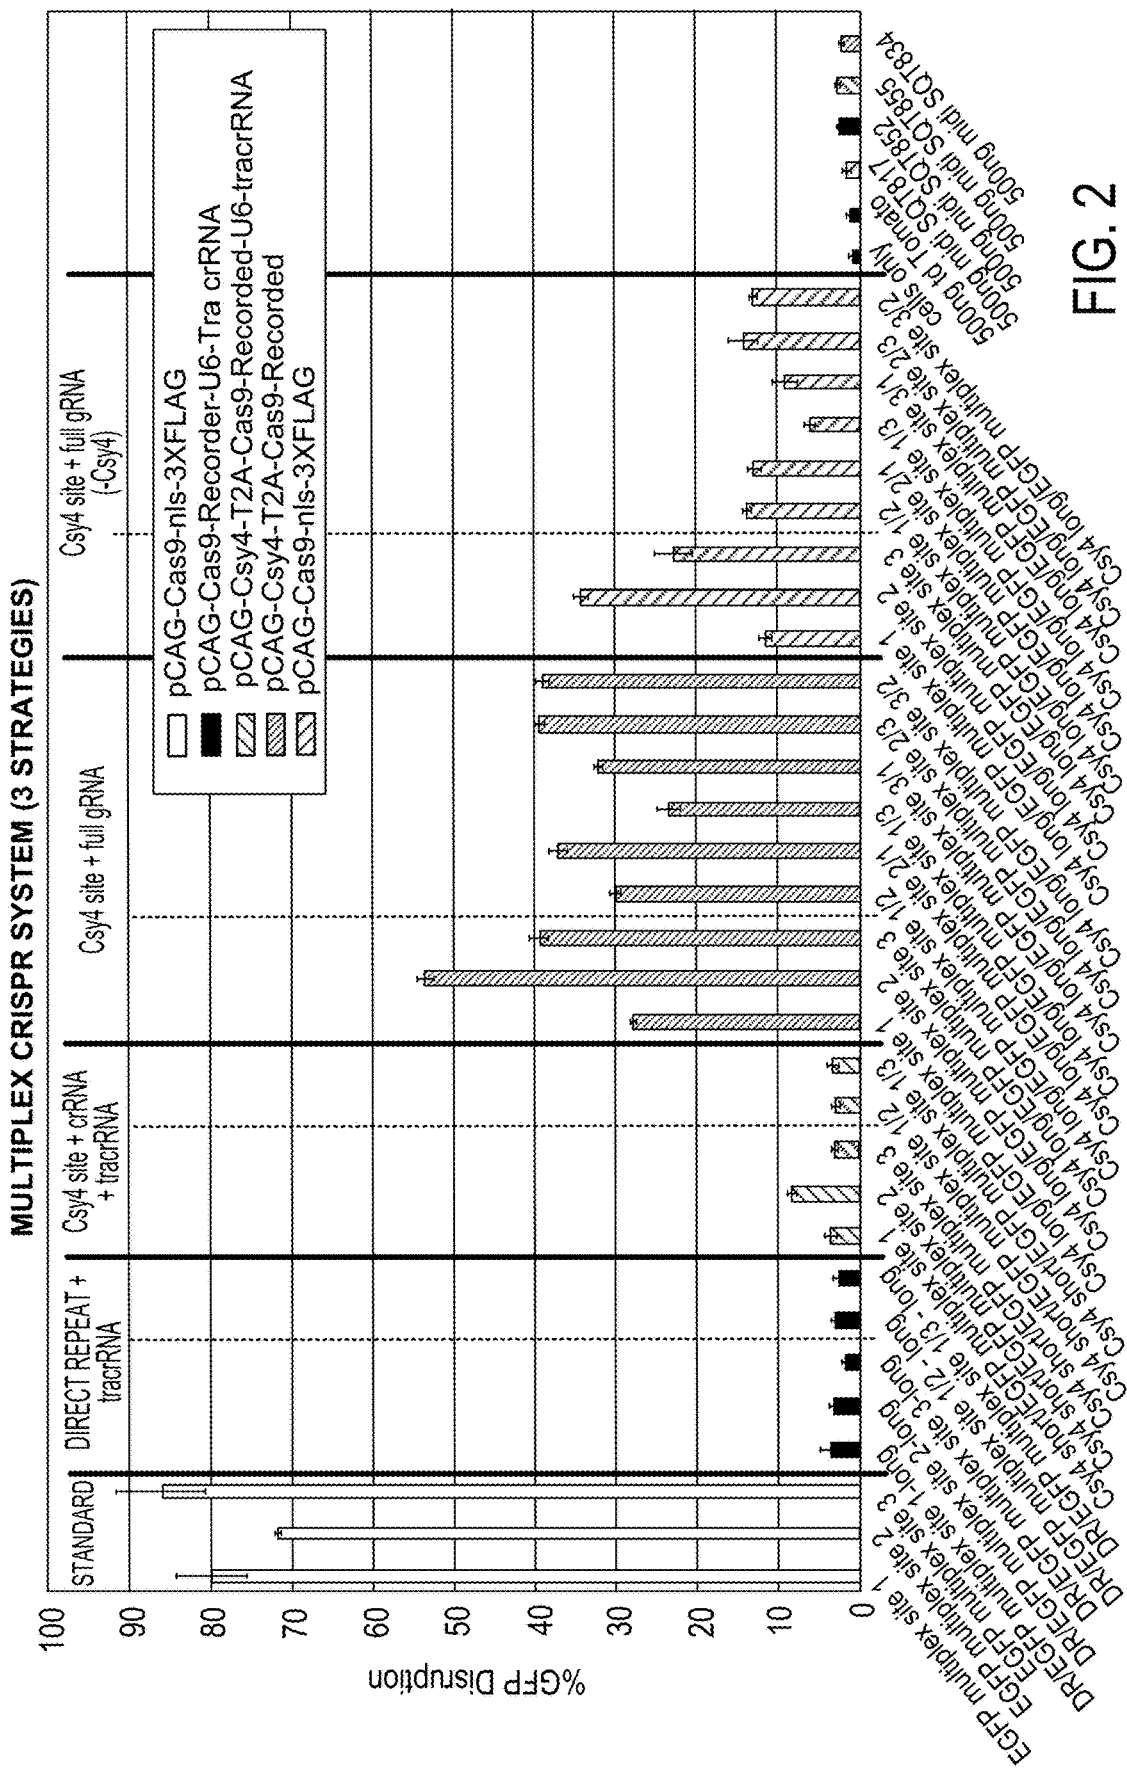 MULTIPLEX CRISPR SYSTEM (3 STRATEGIES)
STANDARD
DIRECT REPEAT +
tracrRNA
Csy4 site + crRNA
+ tracrRNA
Csy4 site + full gRNA
Csy4 site + full gRNA
(-Csy4)
pCAG-Cas9-nls-3XFLAG
pCAG-Cas9-Recorder-U6-Tra crRNA
pCAG-Csy4-T2A-Cas9-Recorded-U6-tracrRNA
pCAG-Csy4-T2A-Cas9-Recorded
pCAG-Cas9-nls-3XFLAG
%GFP Disruption
100
90
80
70
60
50
40
30
20
10
0
EGFP multiplex site 1
EGFP multiplex site 2
EGFP multiplex site 3
DR/EGFP multiplex site 1-long
DR/EGFP multiplex site 2-long
DR/EGFP multiplex site 3-long
DR/EGFP multiplex site 1/2 - long
DR/EGFP multiplex site 1/3 - long
Csy4 short/EGFP multiplex site 1
Csy4 short/EGFP multiplex site 2
Csy4 short/EGFP multiplex site 3
Csy4 short/EGFP multiplex site 1/2
Csy4 short/EGFP multiplex site 1/3
Csy4 long/EGFP multiplex site 1
Csy4 long/EGFP multiplex site 2
Csy4 long/EGFP multiplex site 3
Csy4 long/EGFP multiplex site 1/2
Csy4 long/EGFP multiplex site 2/1
Csy4 long/EGFP multiplex site 1/3
Csy4 long/EGFP multiplex site 3/1
Csy4 long/EGFP multiplex site 2/3
Csy4 long/EGFP multiplex site 3/2
Csy4 long/EGFP multiplex site 1
Csy4 long/EGFP multiplex site 2
Csy4 long/EGFP multiplex site 3
Csy4 long/EGFP multiplex site 1/2
Csy4 long/EGFP multiplex site 2/1
Csy4 long/EGFP multiplex site 1/3
Csy4 long/EGFP multiplex site 3/1
Csy4 long/EGFP multiplex site 2/3
Csy4 long/EGFP multiplex site 3/2
cells only
500ng td Tomato
500ng midi SQT817
500ng midi SQT852
500ng midi SQT855
500ng midi SQT834
FIG. 2